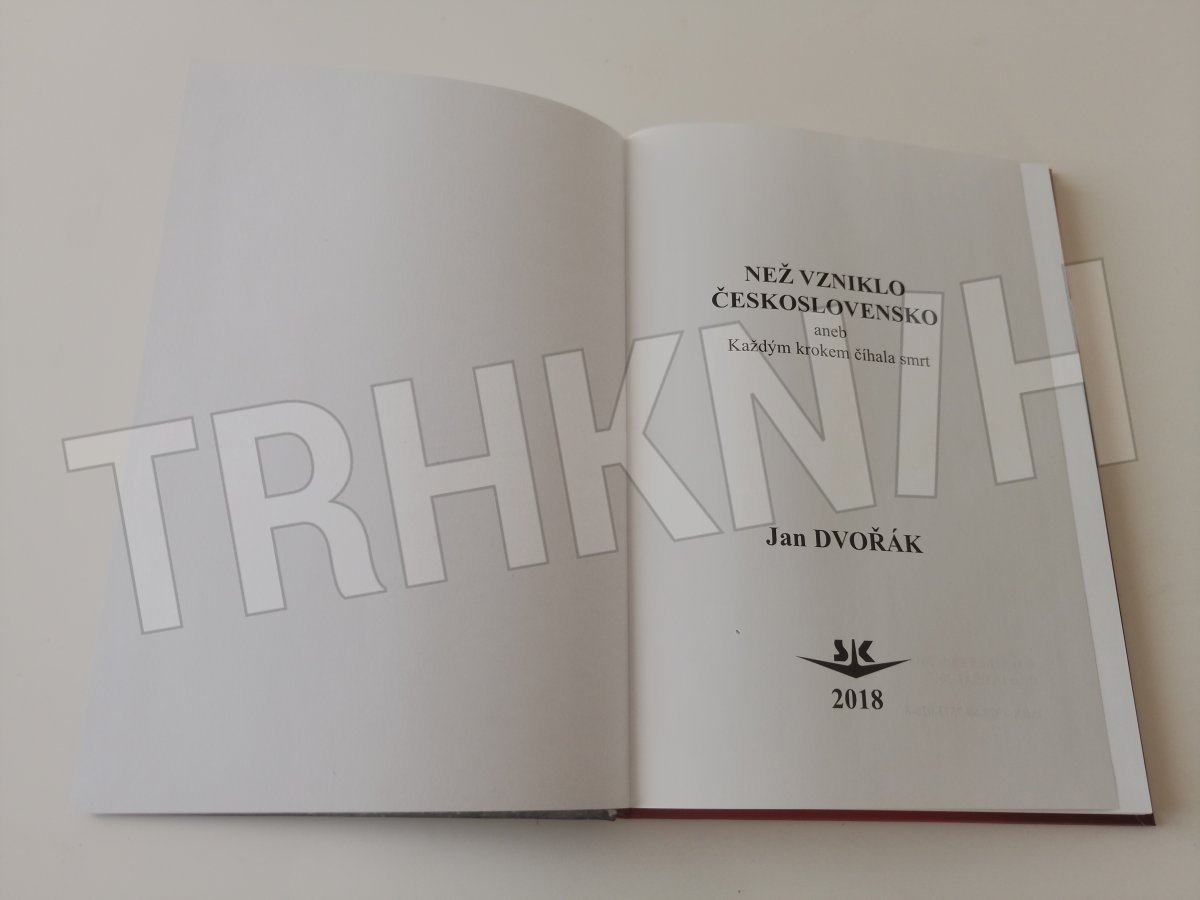 NEŽ VZNIKLO
ČESKOSLOVENSKO
aneb
Každým krokem číhala smrt
TRHKNIH
Jan DVOŘÁK
SK
2018